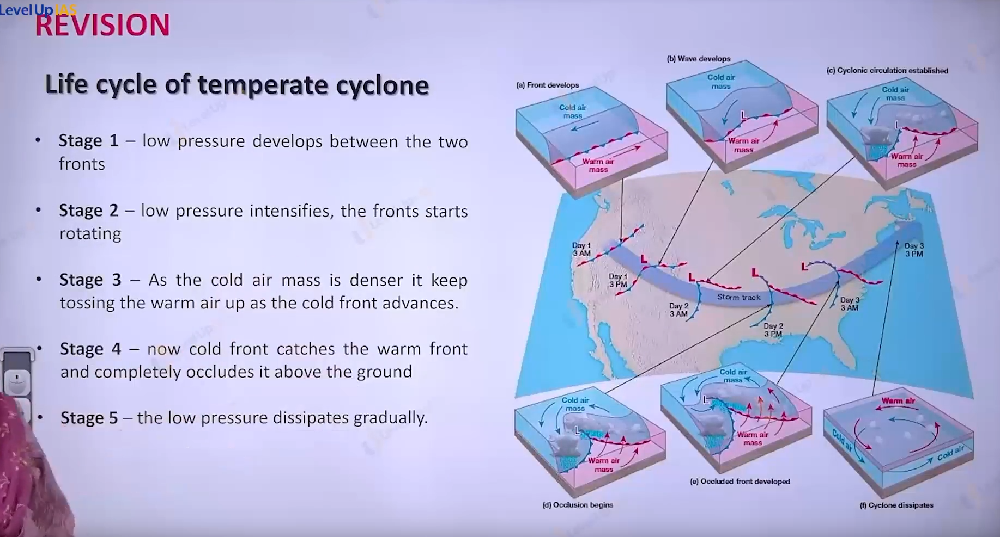 LevelUp IAS
REVISION
Life cycle of temperate cyclone
• Stage 1 – low pressure develops between the two
fronts
• Stage 2 – low pressure intensifies, the fronts starts
rotating
• Stage 3 – As the cold air mass is denser it keep
tossing the warm air up as the cold front advances.
• Stage 4 – now cold front catches the warm front
and completely occludes it above the ground
• Stage 5 – the low pressure dissipates gradually.
(a) Front develops
Cold air
mass
Warm air
mass
(b) Wave develops
Cold air
mass
L
Warm air
mass
(c) Cyclonic circulation established
Cold air
mass
L
Warm air
mass
Day 1
3 AM
L
Day 1
3 PM
L
Day 2
3 AM
Storm track
L
Day 2
3 PM
L
Day 3
3 AM
Day 3
3 PM
Cold air
mass
L
Warm air
mass
(d) Occlusion begins
Cold air
mass
L
Warm air
mass
(e) Occluded front developed
Warm air
Cold air
Cold air
(f) Cyclone dissipates